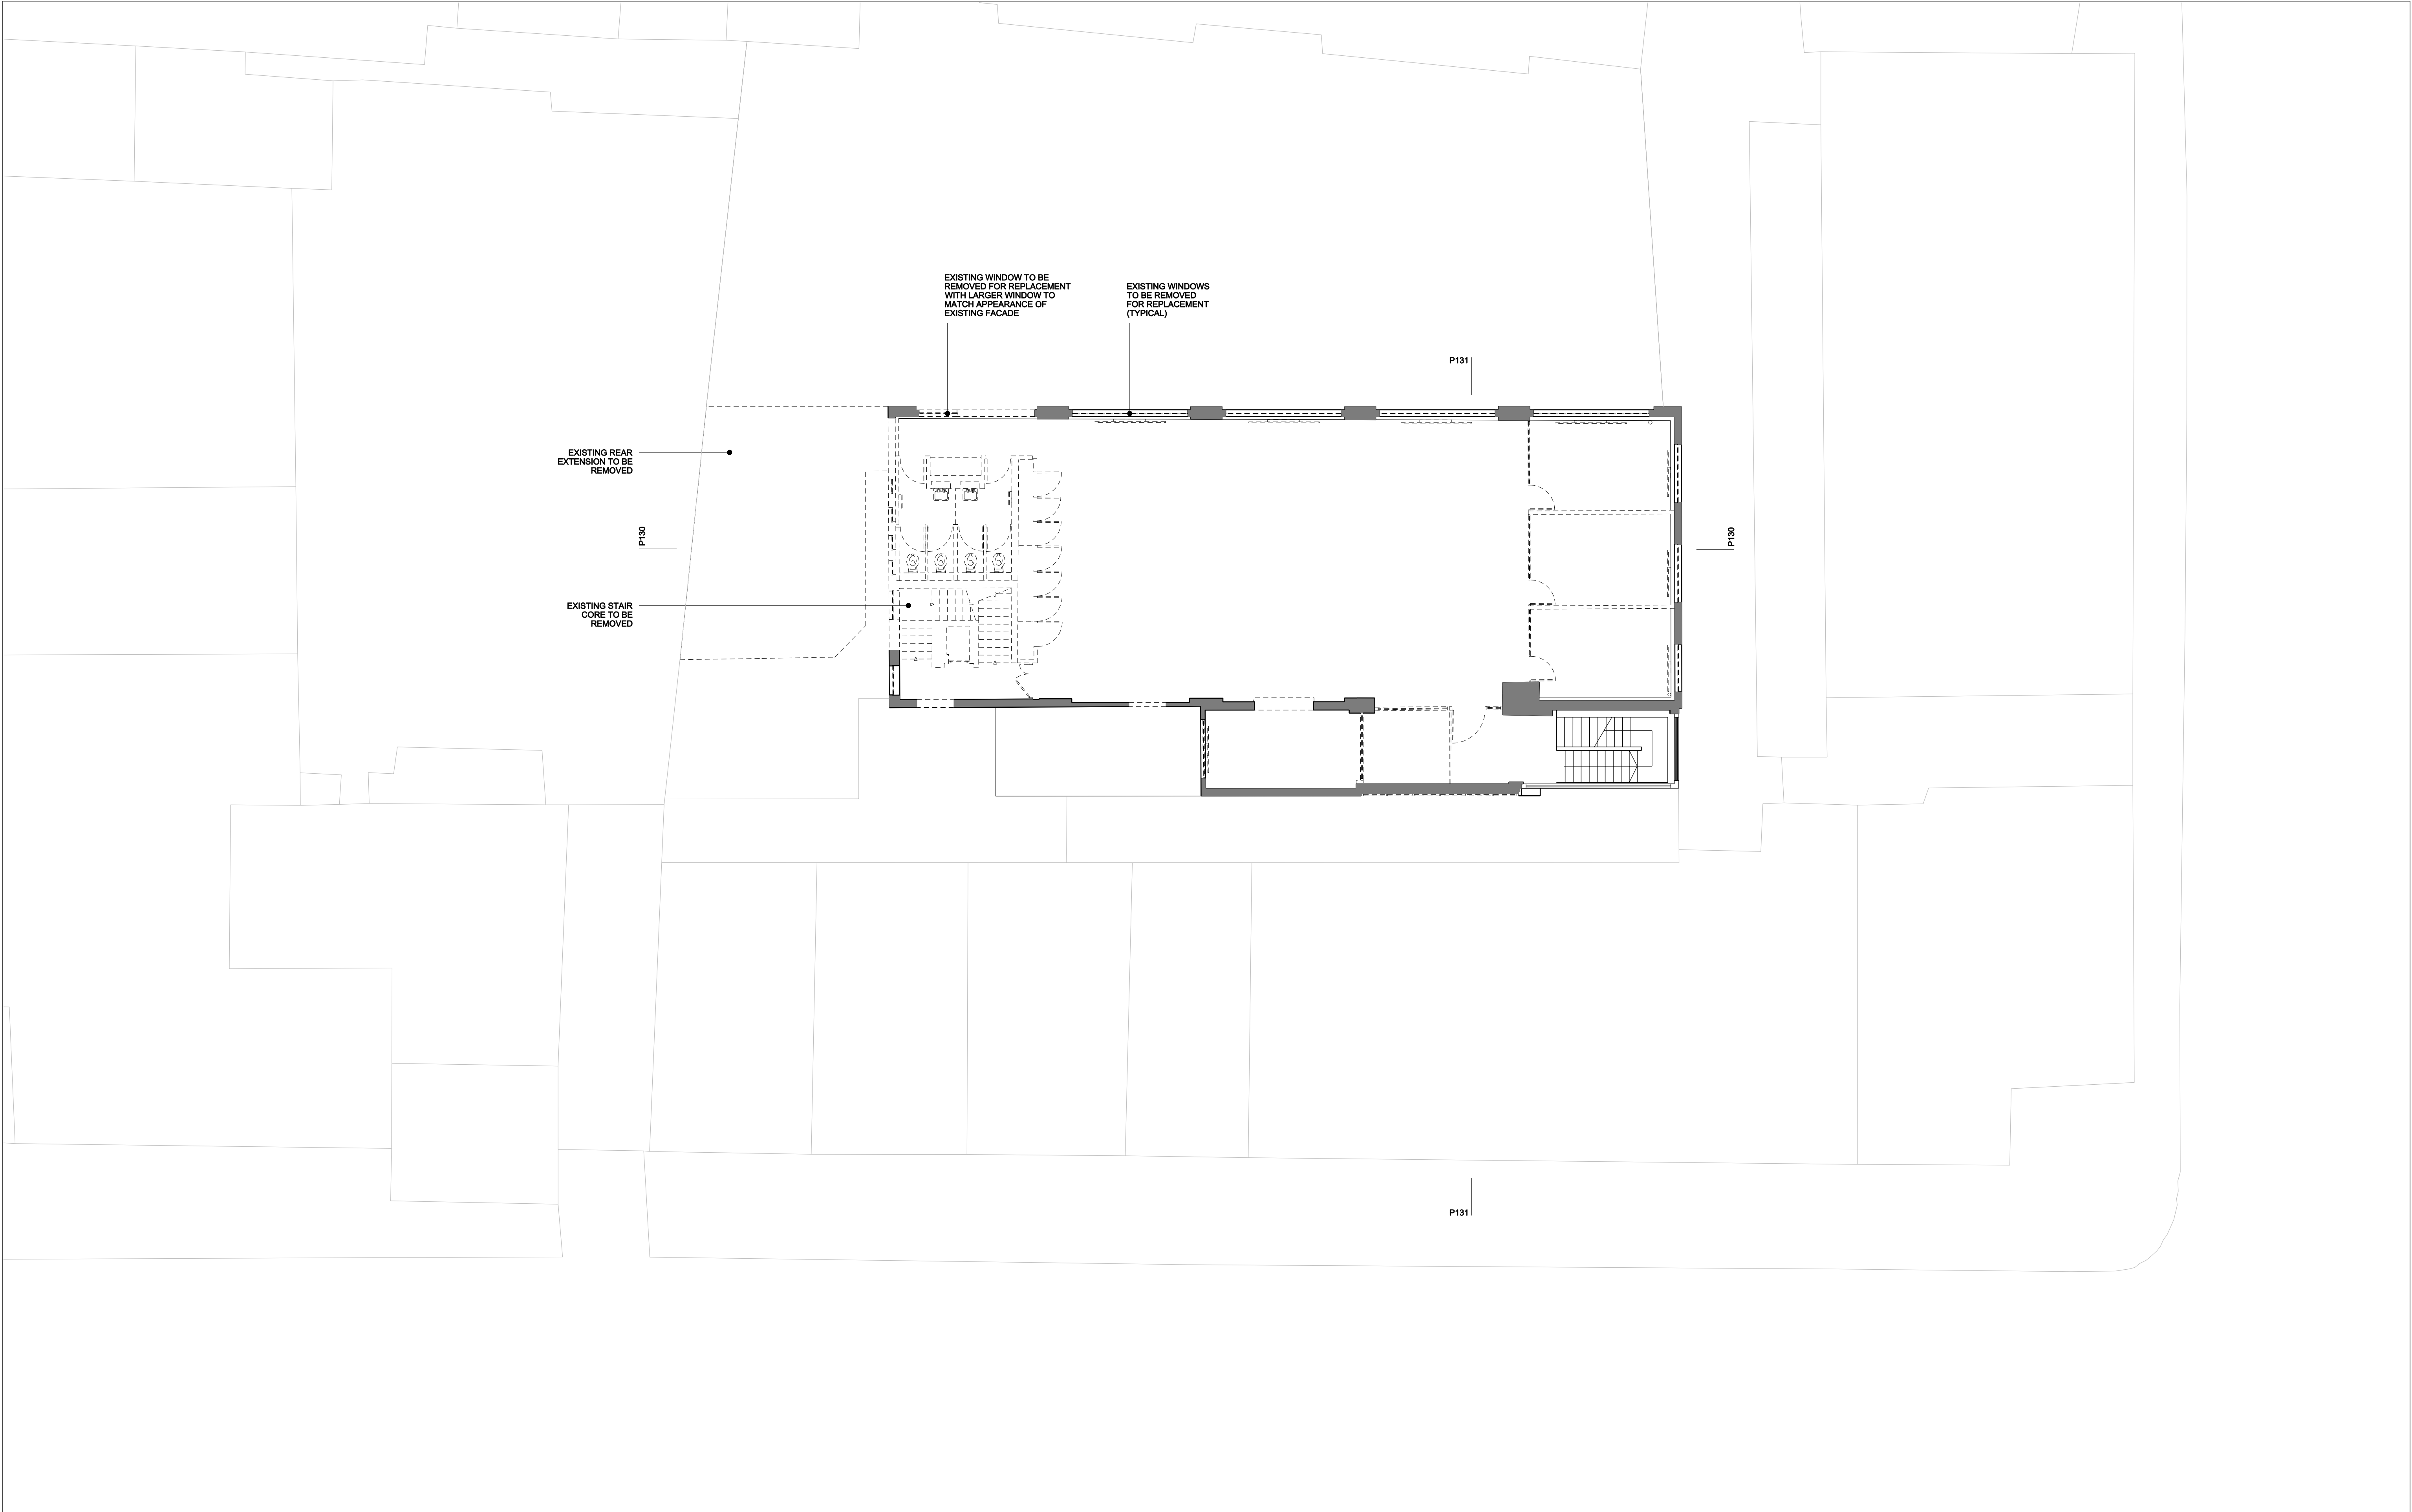 EXISTING WINDOW TO BE
REMOVED FOR REPLACEMENT
WITH LARGER WINDOW TO
MATCH APPEARANCE OF
EXISTING FACADE
EXISTING WINDOWS
TO BE REMOVED
FOR REPLACEMENT
(TYPICAL)
P131
EXISTING REAR
EXTENSION TO BE
REMOVED
P130
P130
EXISTING STAIR
CORE TO BE
REMOVED
P131